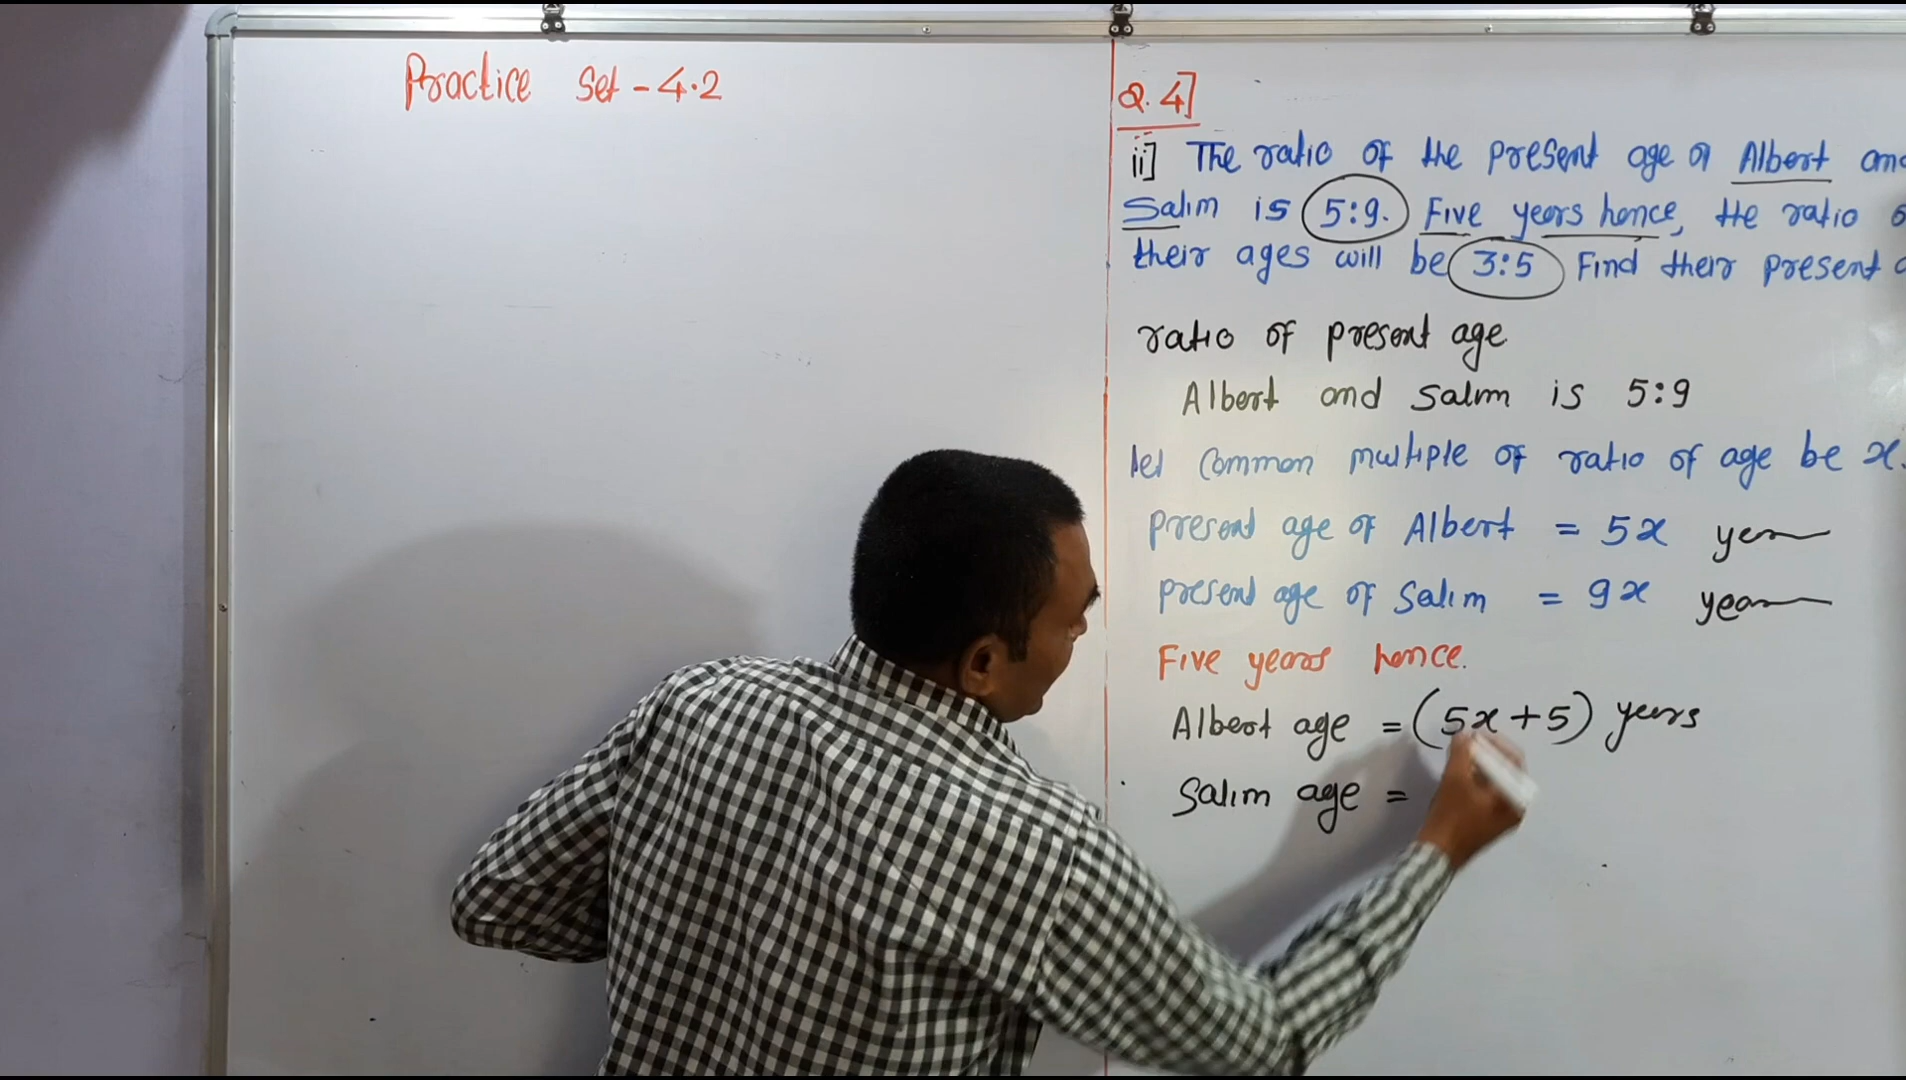 Practice Set - 4.2
Q. 4]
ii] The ratio of the present age of Albert and
Salim is 5:9. Five years hence, the ratio o
their ages will be 3:5 Find their present a
ratio of present age
Albert and Salim is 5:9
let Common multiple of ratio of age be x.
Present age of Albert = 5x year
present age of Salim = 9x year
Five years hence.
Albert age = (5x+5) years
Salim age =